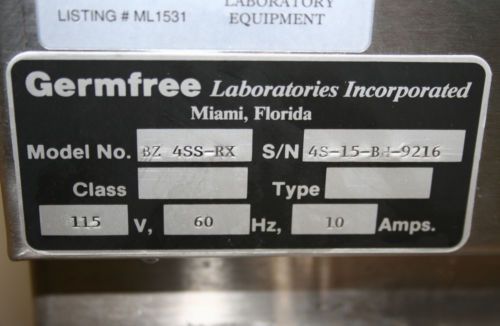 LISTING # ML1531
LABORATORY
EQUIPMENT
Germfree Laboratories Incorporated
Miami, Florida
Model No. BZ 4SS-RX S/N 4S-15-BH-9216
Class Type
115 V, 60 Hz, 10 Amps.